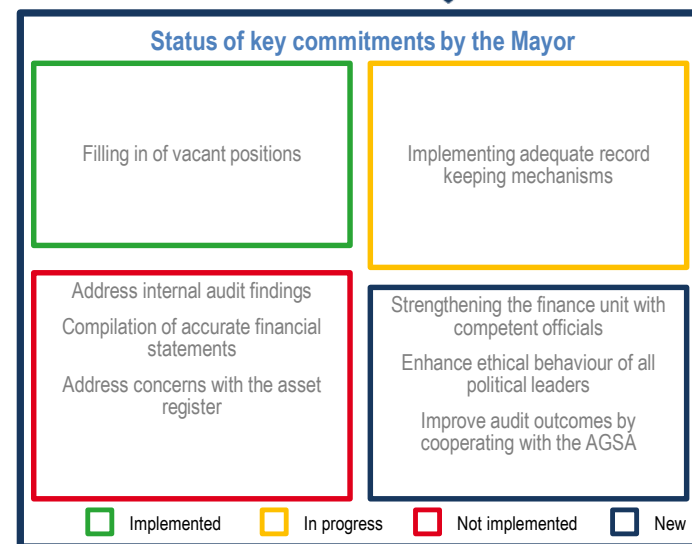 Status of key commitments by the Mayor
Filling in of vacant positions
Implementing adequate record
keeping mechanisms
Address internal audit findings
Compilation of accurate financial
statements
Address concerns with the asset
register
Strengthening the finance unit with
competent officials
Enhance ethical behaviour of all
political leaders
Improve audit outcomes by
cooperating with the AGSA
Implemented
In progress
Not implemented
New